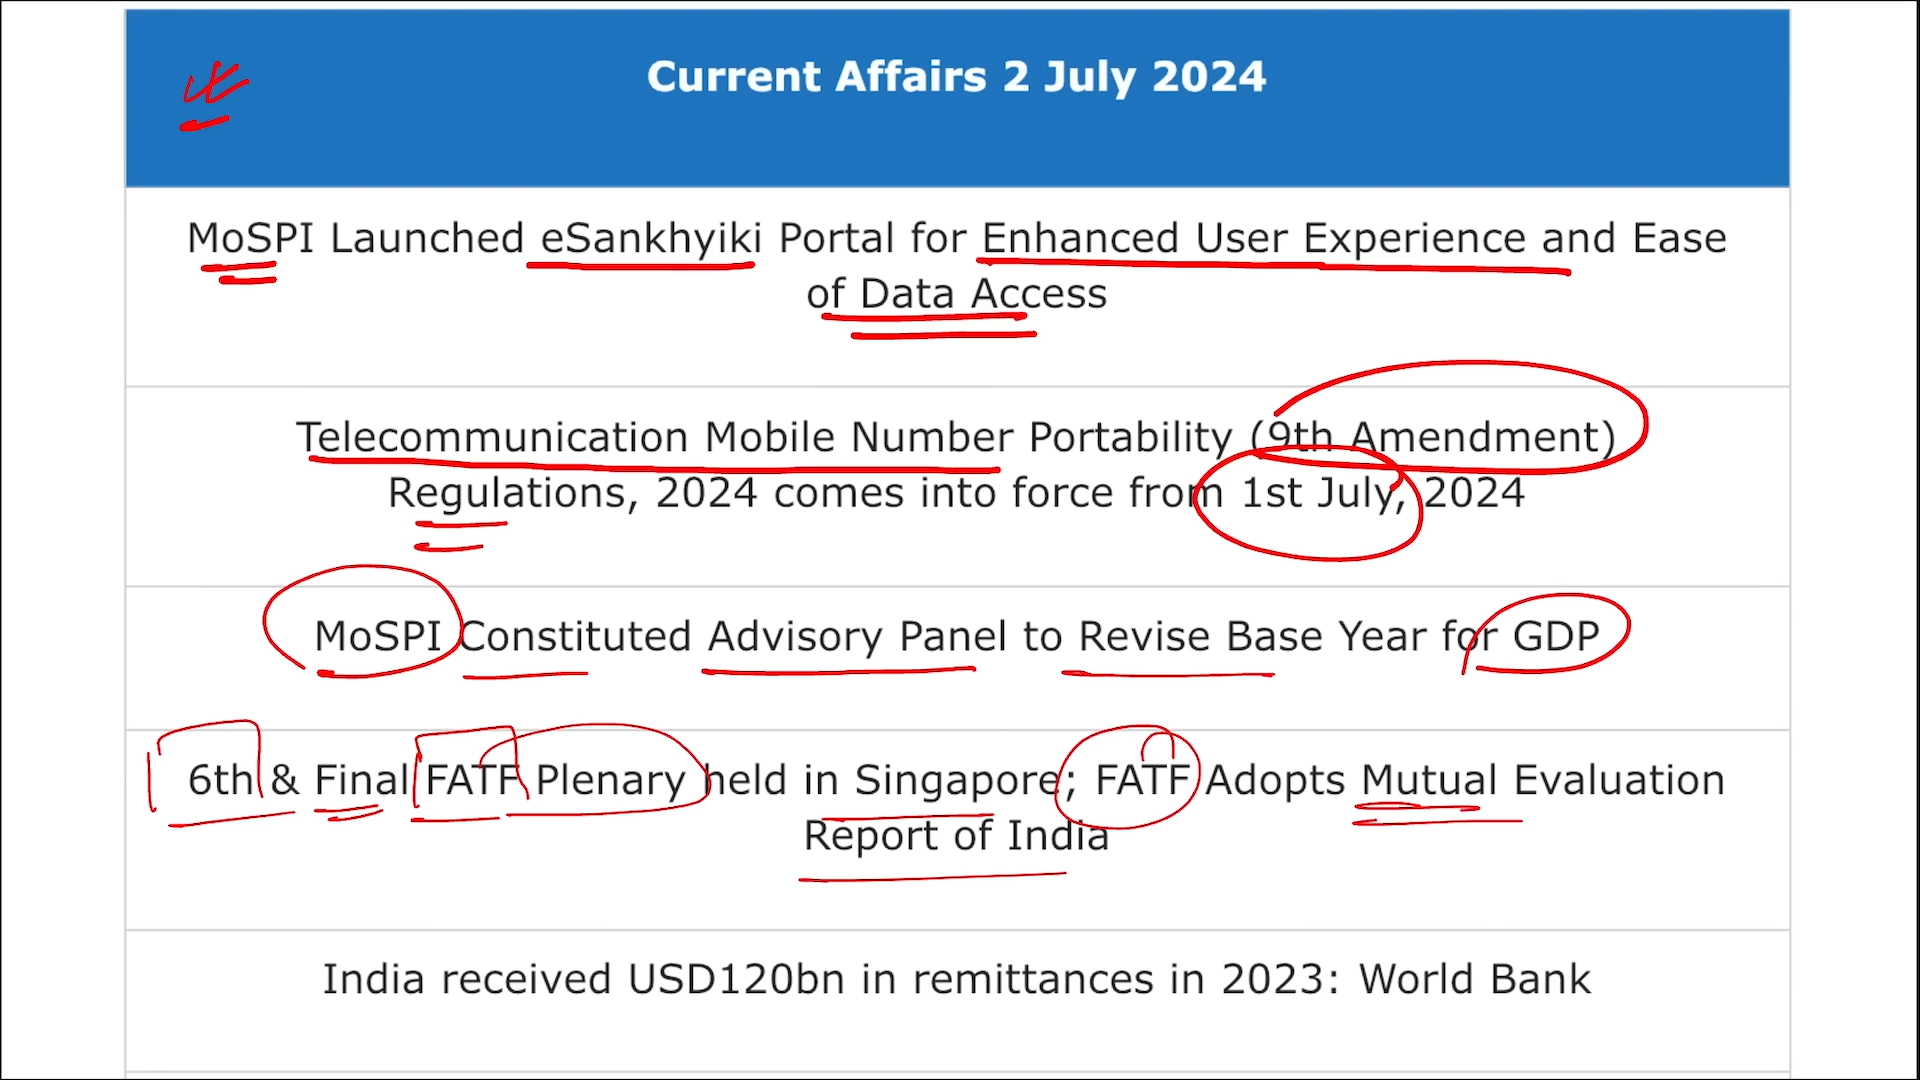 Current Affairs 2 July 2024
MoSPI Launched eSankhyiki Portal for Enhanced User Experience and Ease
of Data Access
Telecommunication Mobile Number Portability (9th Amendment)
Regulations, 2024 comes into force from 1st July, 2024
MoSPI Constituted Advisory Panel to Revise Base Year for GDP
6th & Final FATF Plenary held in Singapore; FATF Adopts Mutual Evaluation
Report of India
India received USD120bn in remittances in 2023: World Bank